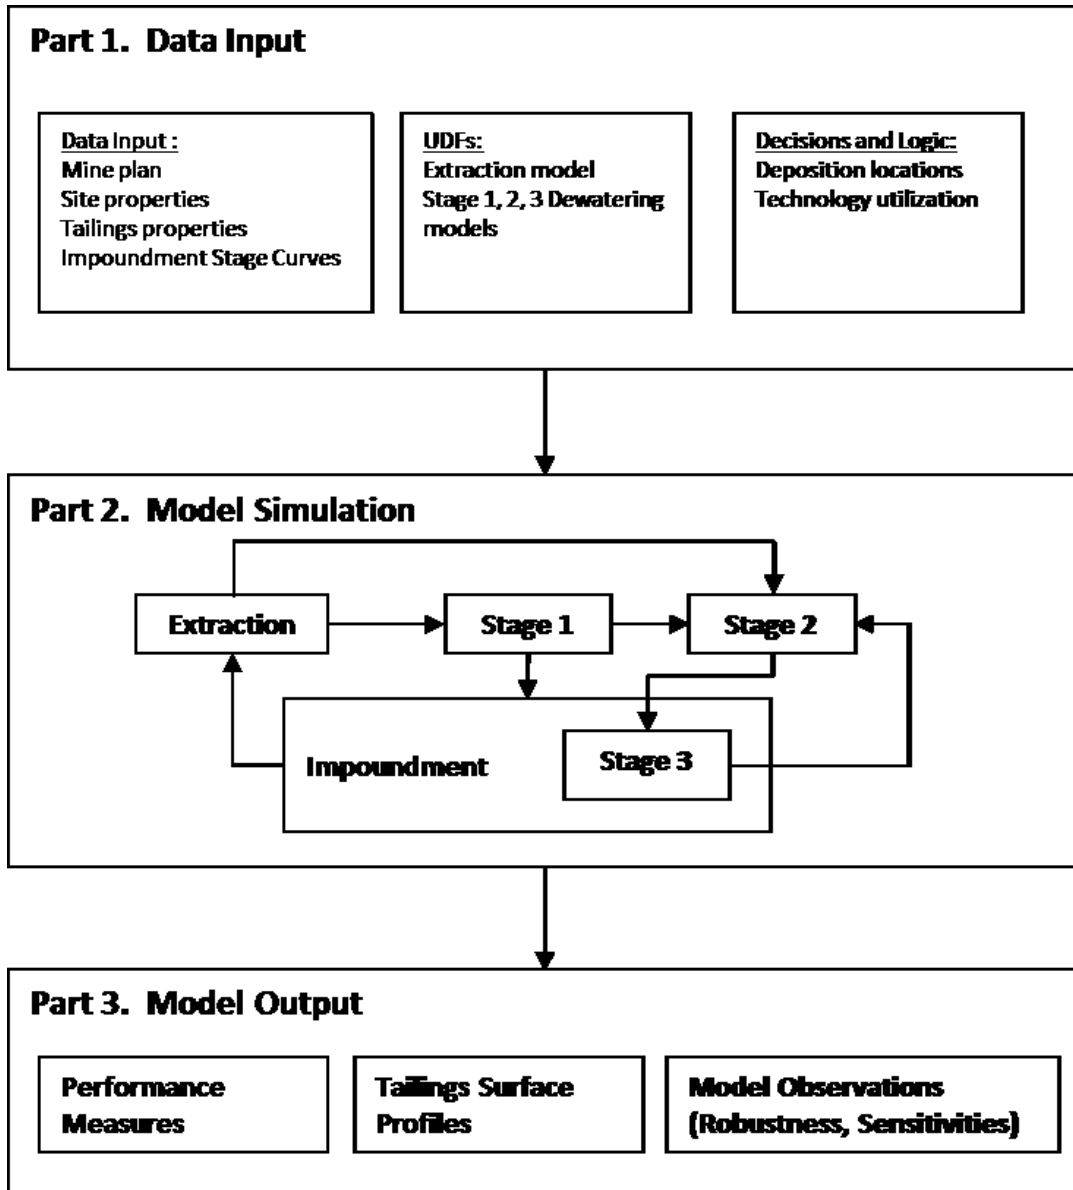 Part 1.  Data Input
Data Input :
Mine plan
Site properties
Tailings properties
Impoundment Stage Curves
UDFs:
Extraction model
Stage 1, 2, 3 Dewatering
models
Decisions and Logic:
Deposition locations
Technology utilization
Part 2.  Model Simulation
Extraction
Stage 1
Stage 2
Impoundment
Stage 3
Part 3.  Model Output
Performance
Measures
Tailings Surface
Profiles
Model Observations
(Robustness, Sensitivities)